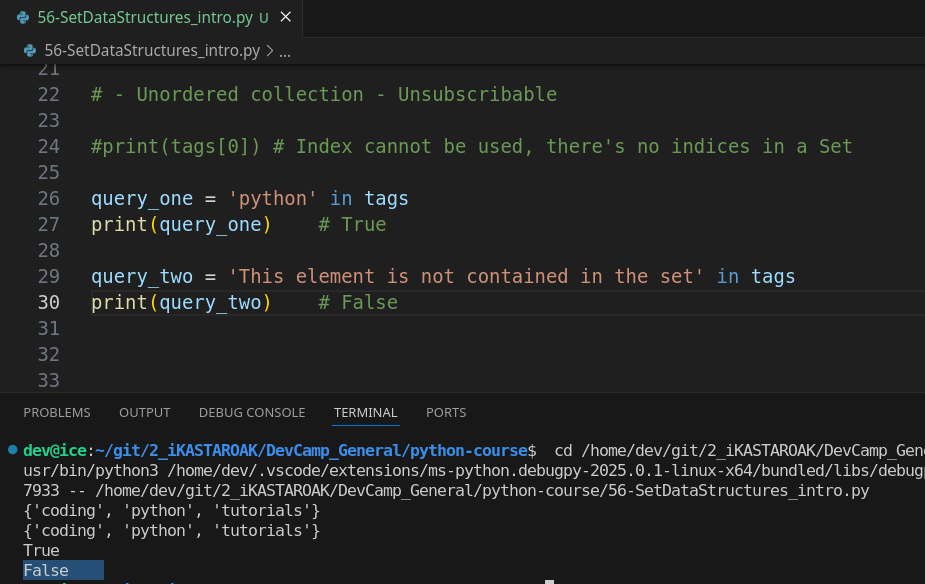 56-SetDataStructures_intro.py U ×
56-SetDataStructures_intro.py > ...
21
22 # - Unordered collection - Unsubscribable
23
24 #print(tags[0]) # Index cannot be used, there's no indices in a Set
25
26 query_one = 'python' in tags
27 print(query_one)    # True
28
29 query_two = 'This element is not contained in the set' in tags
30 print(query_two)    # False
31
32
33
PROBLEMS OUTPUT DEBUG CONSOLE TERMINAL PORTS
dev@ice:~/git/2_iKASTAROAK/DevCamp_General/python-course$  cd /home/dev/git/2_iKASTAROAK/DevCamp_Gene
usr/bin/python3 /home/dev/.vscode/extensions/ms-python.debugpy-2025.0.1-linux-x64/bundled/libs/debugp
7933 -- /home/dev/git/2_iKASTAROAK/DevCamp_General/python-course/56-SetDataStructures_intro.py
{'coding', 'python', 'tutorials'}
{'coding', 'python', 'tutorials'}
True
False